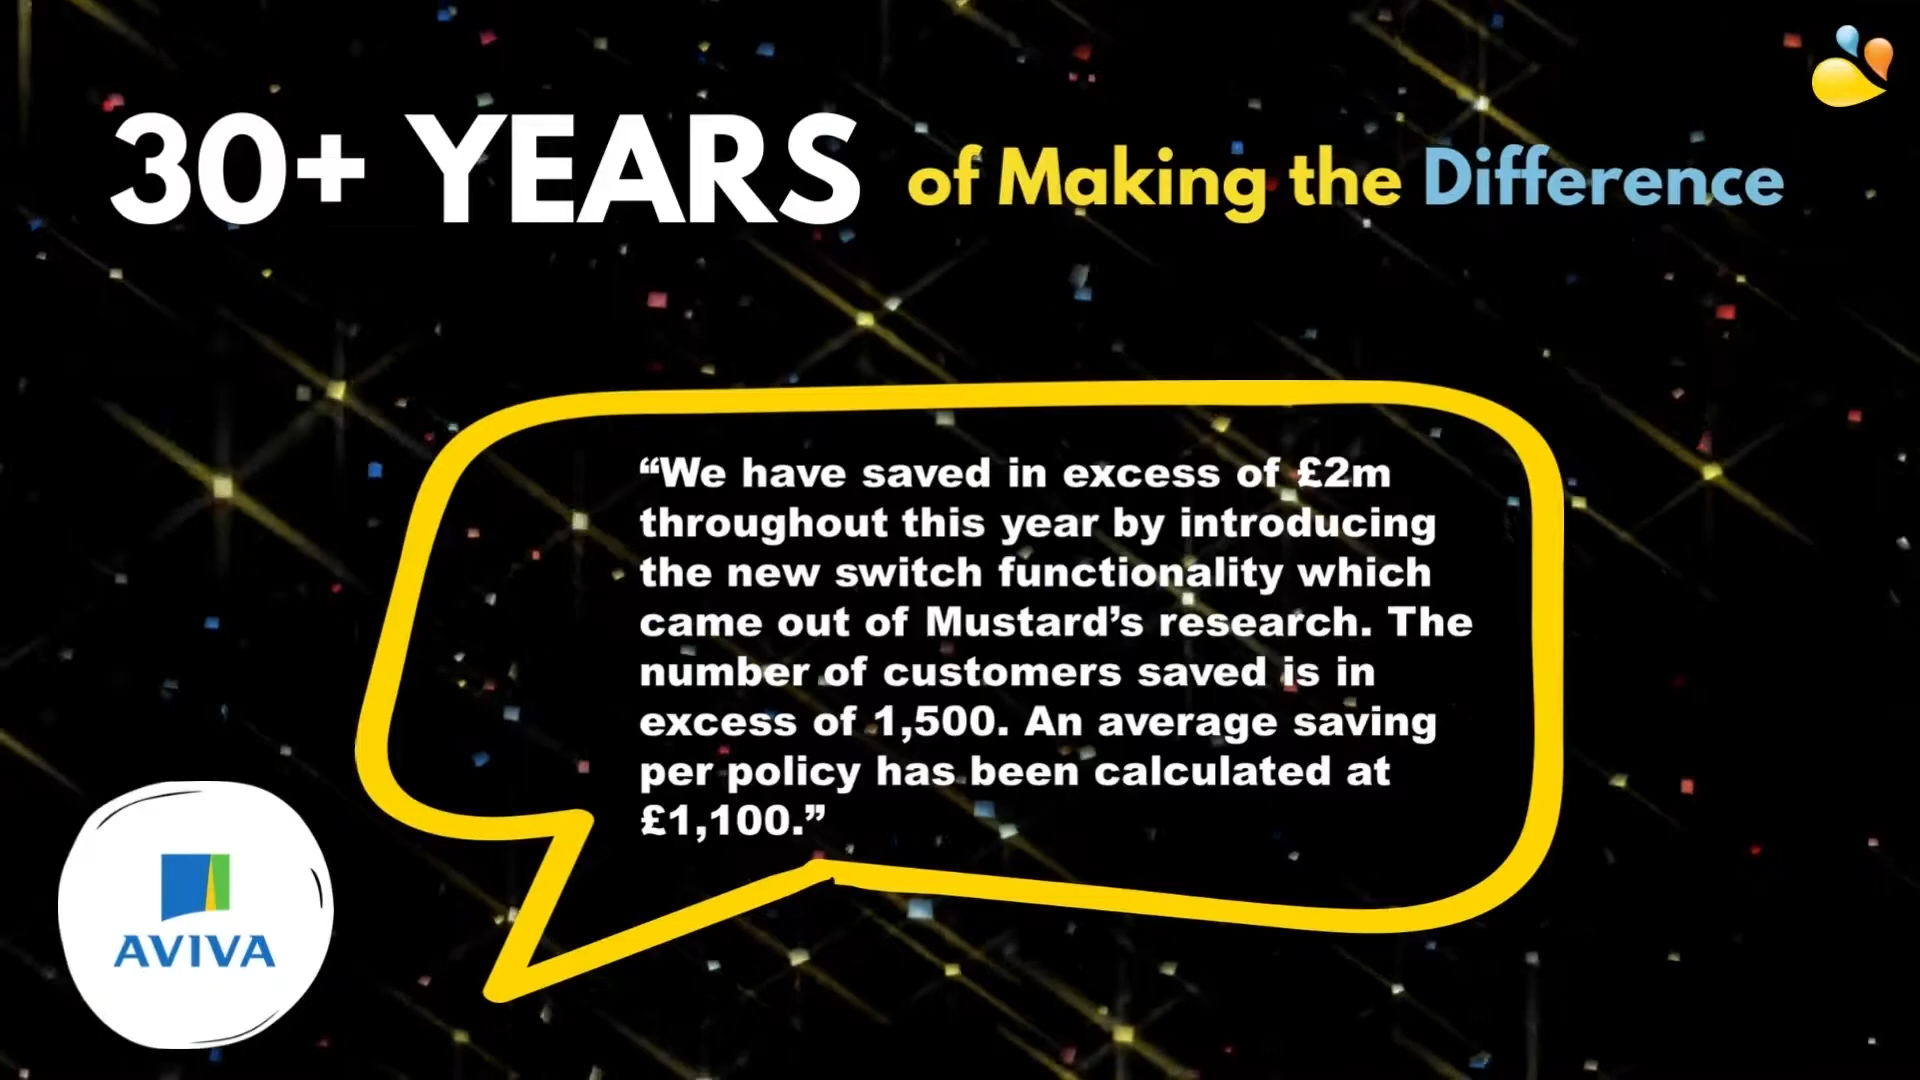 30+ YEARS of Making the Difference
“We have saved in excess of £2m
throughout this year by introducing
the new switch functionality which
came out of Mustard’s research. The
number of customers saved is in
excess of 1,500. An average saving
per policy has been calculated at
£1,100.”
AVIVA